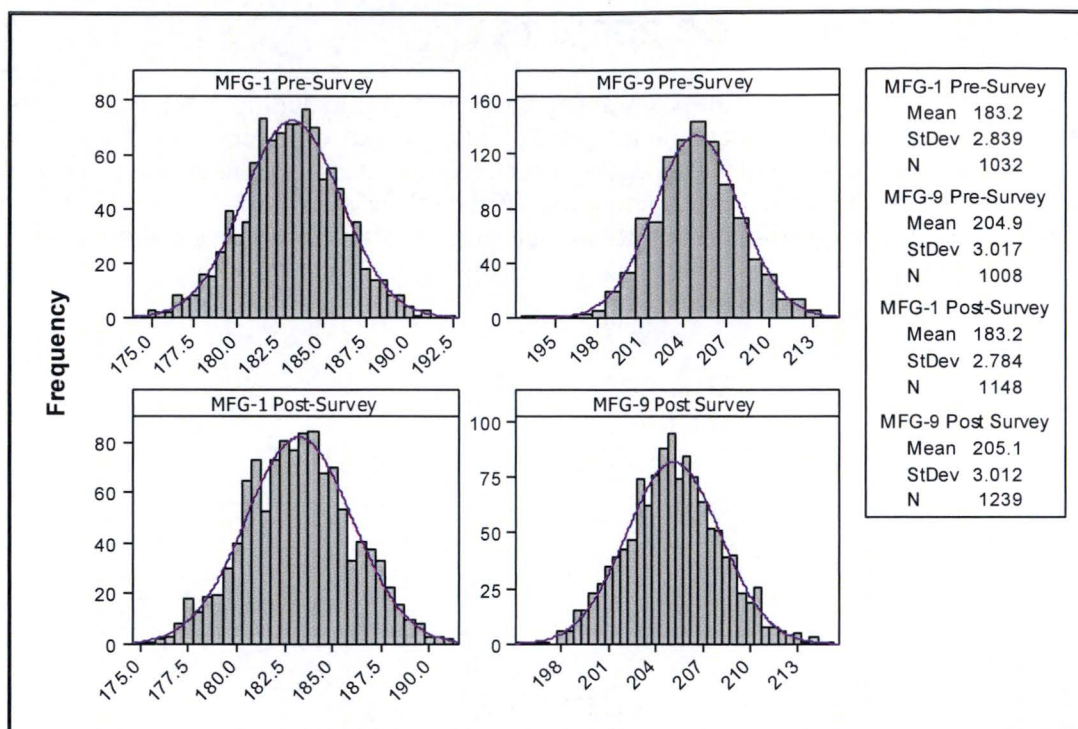 MFG-1 Pre-Survey
80
60
40
20
0
175.0 177.5 180.0 182.5 185.0 187.5 190.0 192.5
MFG-9 Pre-Survey
160
120
80
40
0
195 198 201 204 207 210 213
Frequency
MFG-1 Post-Survey
80
60
40
20
0
175.0 177.5 180.0 182.5 185.0 187.5 190.0
MFG-9 Post Survey
100
75
50
25
0
198 201 204 207 210 213
MFG-1 Pre-Survey
Mean 183.2
StDev 2.839
N 1032
MFG-9 Pre-Survey
Mean 204.9
StDev 3.017
N 1008
MFG-1 Post-Survey
Mean 183.2
StDev 2.784
N 1148
MFG-9 Post Survey
Mean 205.1
StDev 3.012
N 1239